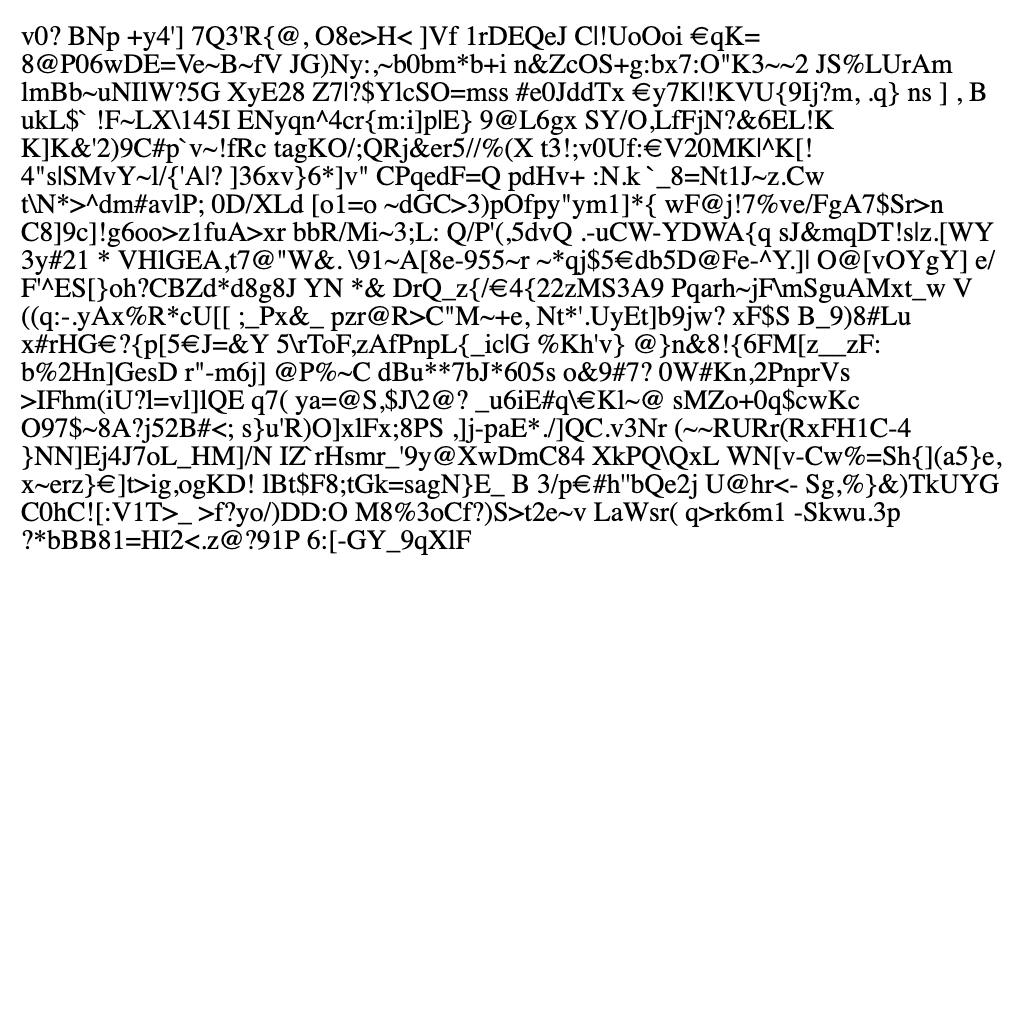 v0? BNp +y4'] 7Q3'R{@, O8e>H< ]Vf 1rDEQeJ C|!UoOoi €qK=
8@P06wDE=Ve~B~fV JG)Ny:,~b0bm*b+i n&ZcOS+g:bx7:O"K3~~2 JS%LUrAm
lmBb~uNIlW?5G XyE28 Z7|?$YlcSO=mss #e0JddTx €y7K|!KVU{9Ij?m, .q} ns ] , B
ukL$` !F~LX\145I ENyqn^4cr{m:i]p|E} 9@L6gx SY/O,LfFjN?&6EL!K
K]K&'2)9C#p`v~!fRc tagKO/;QRj&er5//%(X t3!;v0Uf:€V20MK|^K[!
4"s|SMvY~l/{'A|? ]36xv}6*]v" CPqedF=Q pdHv+ :N.k `_8=Nt1J~z.Cw
t\N*>^dm#avlP; 0D/XLd [o1=o ~dGC>3)pOfpy"ym1]*{ wF@j!7%ve/FgA7$Sr>n
C8]9c]!g6oo>z1fuA>xr bbR/Mi~3;L: Q/P'(,5dvQ .-uCW-YDWA{q sJ&mqDT!s|z.[WY
3y#21 * VHlGEA,t7@"W&. \91~A[8e-955~r ~*qj$5€db5D@Fe-^Y.]| O@[vOYgY] e/
F'^ES[}oh?CBZd*d8g8J YN *& DrQ_z{/€4{22zMS3A9 Pqarh~jF\mSguAMxt_w V
((q:-.yAx%R*cU[[ ;_Px&_ pzr@R>C"M~+e, Nt*'.UyEt]b9jw? xF$S B_9)8#Lu
x#rHG€?{p[5€J=&Y 5\rToF,zAfPnpL{_ic|G %Kh'v} @}n&8!{6FM[z__zF:
b%2Hn]GesD r"-m6j] @P%~C dBu**7bJ*605s o&9#7? 0W#Kn,2PnprVs
>IFhm(iU?l=vl]lQE q7( ya=@S,$J\2@? _u6iE#q\€Kl~@ sMZo+0q$cwKc
O97$~8A?j52B#<; s}u'R)O]xlFx;8PS ,]j-paE*./]QC.v3Nr (~~RURr(RxFH1C-4
}NN]Ej4J7oL_HM]/N IZ`rHsmr_'9y@XwDmC84 XkPQ\QxL WN[v-Cw%=Sh{](a5}e,
x~erz}€]t>ig,ogKD! lBt$F8;tGk=sagN}E_ B 3/p€#h"bQe2j U@hr<- Sg,%}&)TkUYG
C0hC![:V1T>_ >f?yo/)DD:O M8%3oCf?)S>t2e~v LaWsr( q>rk6m1 -Skwu.3p
?*bBB81=HI2<.z@?91P 6:[-GY_9qXlF